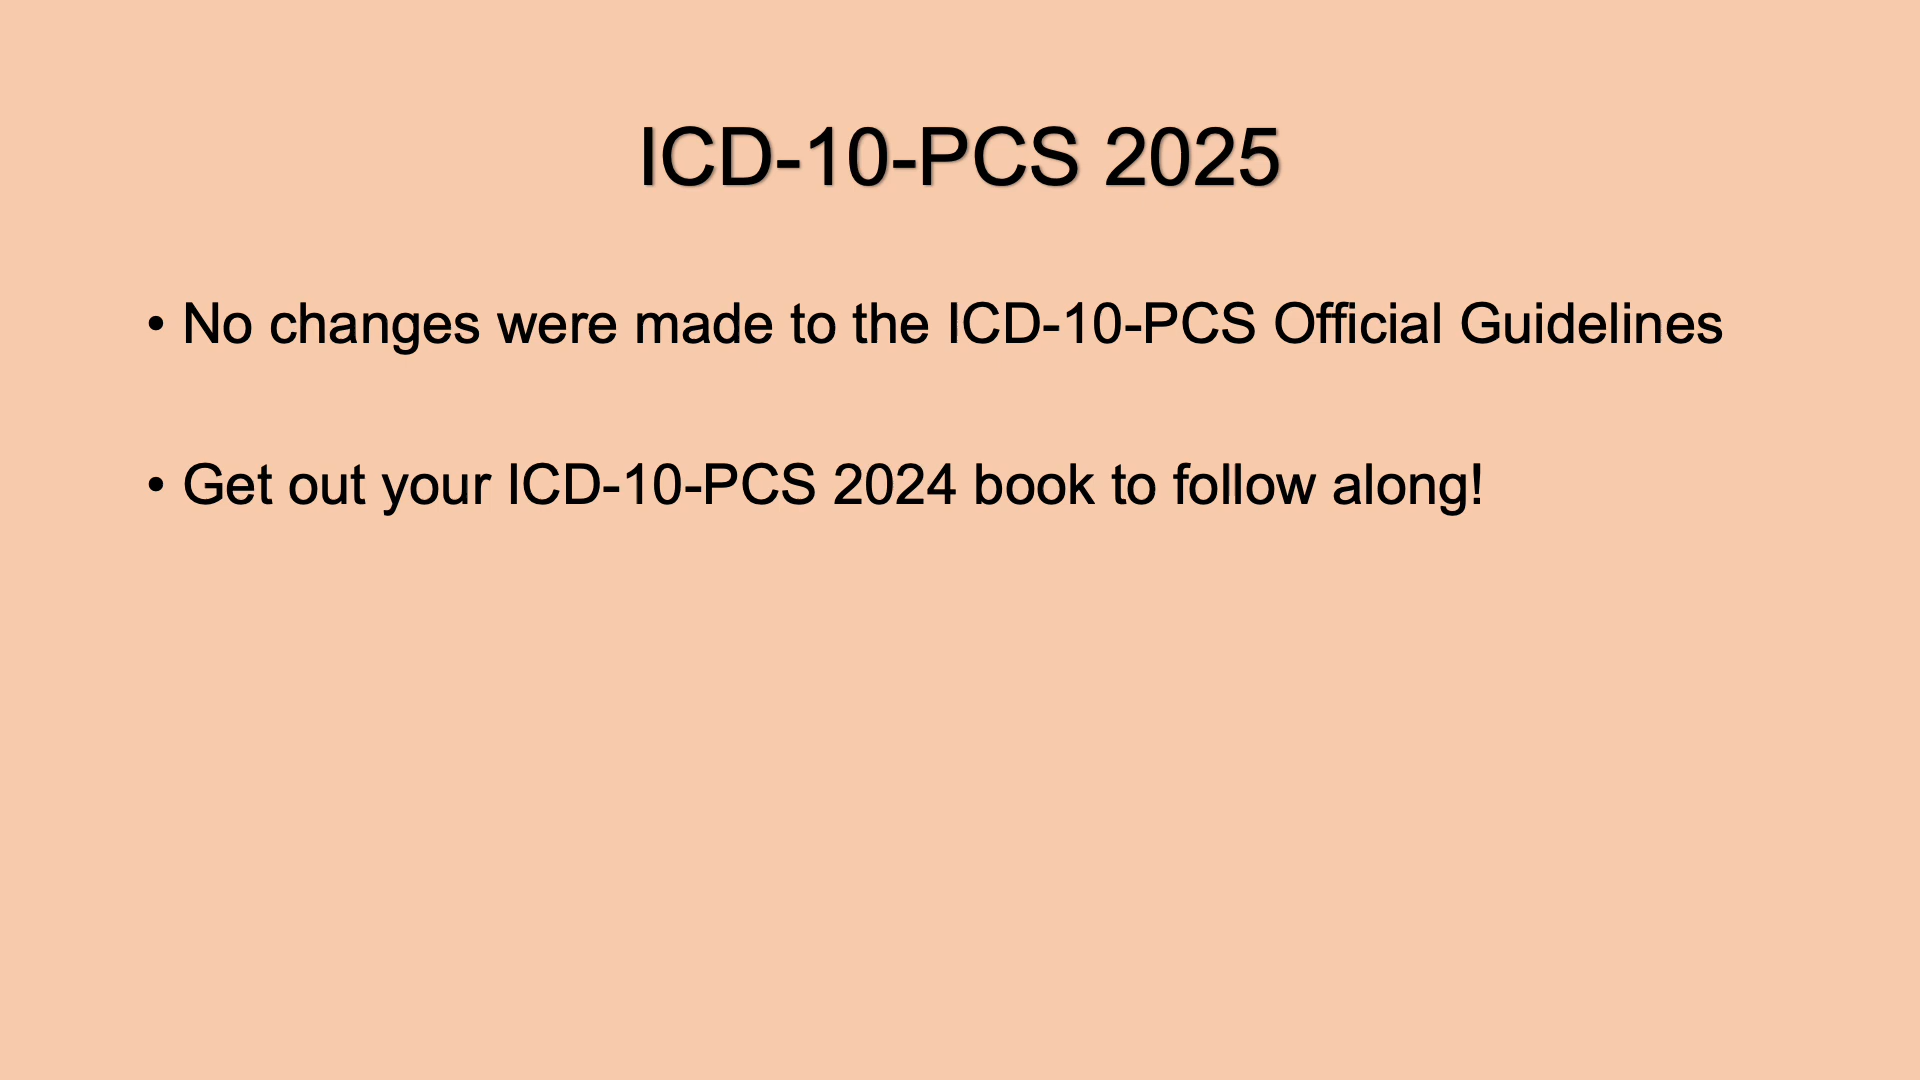 ICD-10-PCS 2025
• No changes were made to the ICD-10-PCS Official Guidelines
• Get out your ICD-10-PCS 2024 book to follow along!